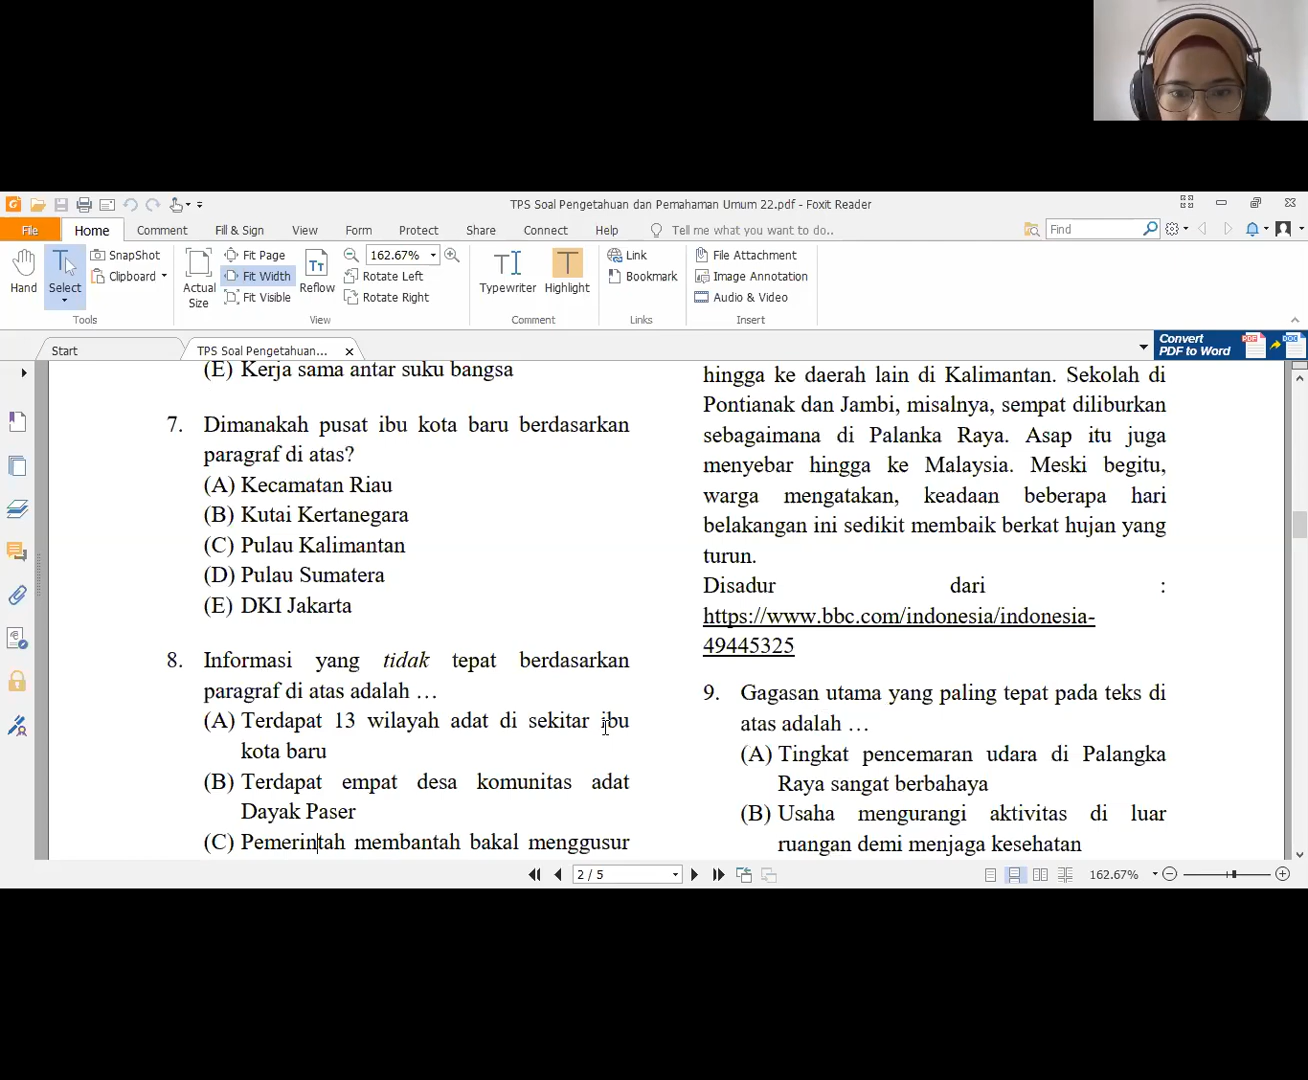 TPS Soal Pengetahuan dan Pemahaman Umum 22.pdf - Foxit Reader
File Home Comment Fill & Sign View Form Protect Share Connect Help Tell me what you want to do.. Find
Hand
Select
SnapShot
Clipboard
Tools
Actual Size
Fit Page
Fit Width
Fit Visible
Reflow
162.67%
Rotate Left
Rotate Right
View
Typewriter
Highlight
Comment
Link
Bookmark
Links
File Attachment
Image Annotation
Audio & Video
Insert
Start
TPS Soal Pengetahuan...
Convert
PDF to Word
(E) Kerja sama antar suku bangsa
7. Dimanakah pusat ibu kota baru berdasarkan
paragraf di atas?
(A) Kecamatan Riau
(B) Kutai Kertanegara
(C) Pulau Kalimantan
(D) Pulau Sumatera
(E) DKI Jakarta
8. Informasi yang tidak tepat berdasarkan
paragraf di atas adalah …
(A) Terdapat 13 wilayah adat di sekitar ibu
kota baru
(B) Terdapat empat desa komunitas adat
Dayak Paser
(C) Pemerintah membantah bakal menggusur
hingga ke daerah lain di Kalimantan. Sekolah di
Pontianak dan Jambi, misalnya, sempat diliburkan
sebagaimana di Palanka Raya. Asap itu juga
menyebar hingga ke Malaysia. Meski begitu,
warga mengatakan, keadaan beberapa hari
belakangan ini sedikit membaik berkat hujan yang
turun.
Disadur dari :
https://www.bbc.com/indonesia/indonesia-
49445325
9. Gagasan utama yang paling tepat pada teks di
atas adalah …
(A) Tingkat pencemaran udara di Palangka
Raya sangat berbahaya
(B) Usaha mengurangi aktivitas di luar
ruangan demi menjaga kesehatan
2 / 5
162.67%